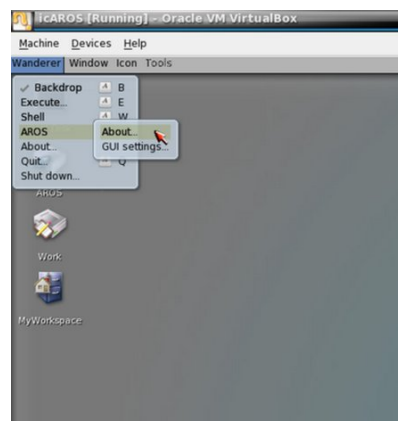 icAROS [Running] - Oracle VM VirtualBox
Machine Devices Help
Wanderer Window Icon Tools
Backdrop A B
Execute... A E
Shell A W
AROS
About...
About...
GUI settings...
Quit... Q
Shut down...
AROS
Work
MyWorkspace